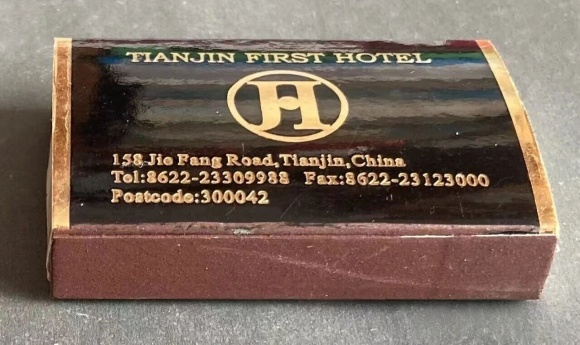 TIANJIN FIRST HOTEL
H
158 Jie Fang Road,Tianjin,China
Tel:8622-23309988 Fax:8622-23123000
Postcode:300042